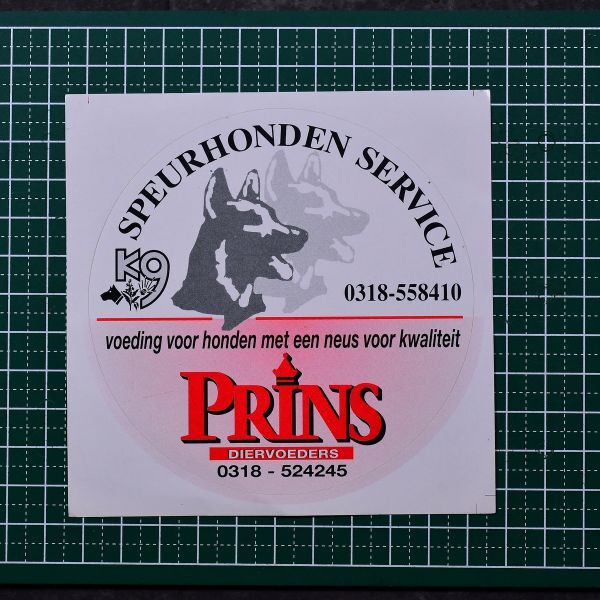 SPEURHONDEN SERVICE
K9
0318-558410
voeding voor honden met een neus voor kwaliteit
PRINS
DIERVOEDERS
0318 - 524245